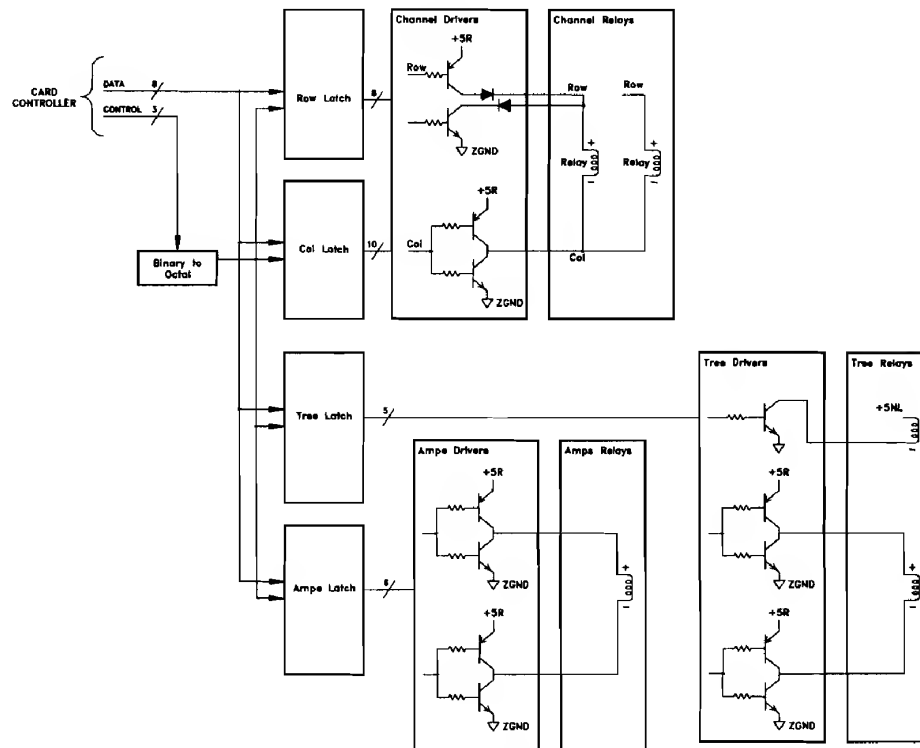 Channel Drivers
Channel Relays
+5R
Row
Row
Row
DATA
8
CARD
CONTROLLER
CONTROL
3
Row Latch
8
ZGND
+
+
Relay
Relay
-
-
+5R
Col Latch
10
Col
Col
Binary to
Octal
ZGND
Tree Drivers
Tree Relays
Tree Latch
5
+5NL
-
Ampe Drivers
Amps Relays
+5R
+5R
Ampe Latch
6
+
+
-
-
ZGND
ZGND
+5R
+5R
ZGND
ZGND